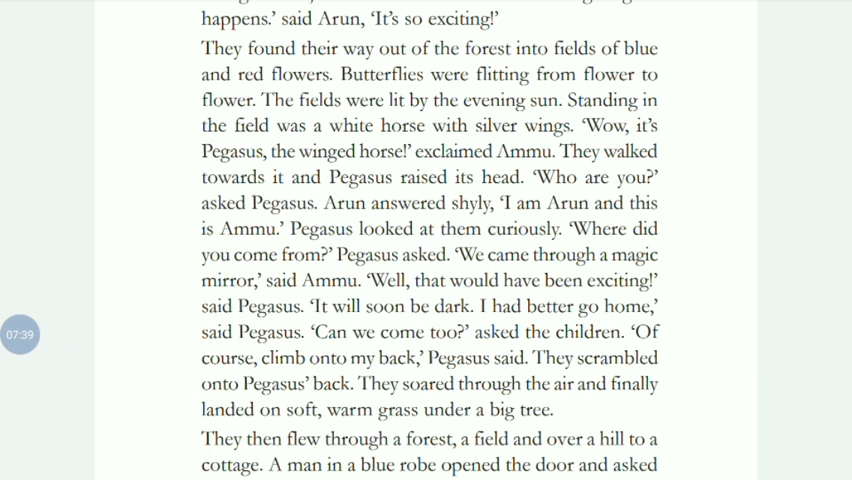 happens.’ said Arun, ‘It’s so exciting!’
They found their way out of the forest into fields of blue
and red flowers. Butterflies were flitting from flower to
flower. The fields were lit by the evening sun. Standing in
the field was a white horse with silver wings. ‘Wow, it’s
Pegasus, the winged horse!’ exclaimed Ammu. They walked
towards it and Pegasus raised its head. ‘Who are you?’
asked Pegasus. Arun answered shyly, ‘I am Arun and this
is Ammu.’ Pegasus looked at them curiously. ‘Where did
you come from?’ Pegasus asked. ‘We came through a magic
mirror,’ said Ammu. ‘Well, that would have been exciting!’
said Pegasus. ‘It will soon be dark. I had better go home,’
said Pegasus. ‘Can we come too?’ asked the children. ‘Of
course, climb onto my back,’ Pegasus said. They scrambled
onto Pegasus’ back. They soared through the air and finally
landed on soft, warm grass under a big tree.
They then flew through a forest, a field and over a hill to a
cottage. A man in a blue robe opened the door and asked
07:39